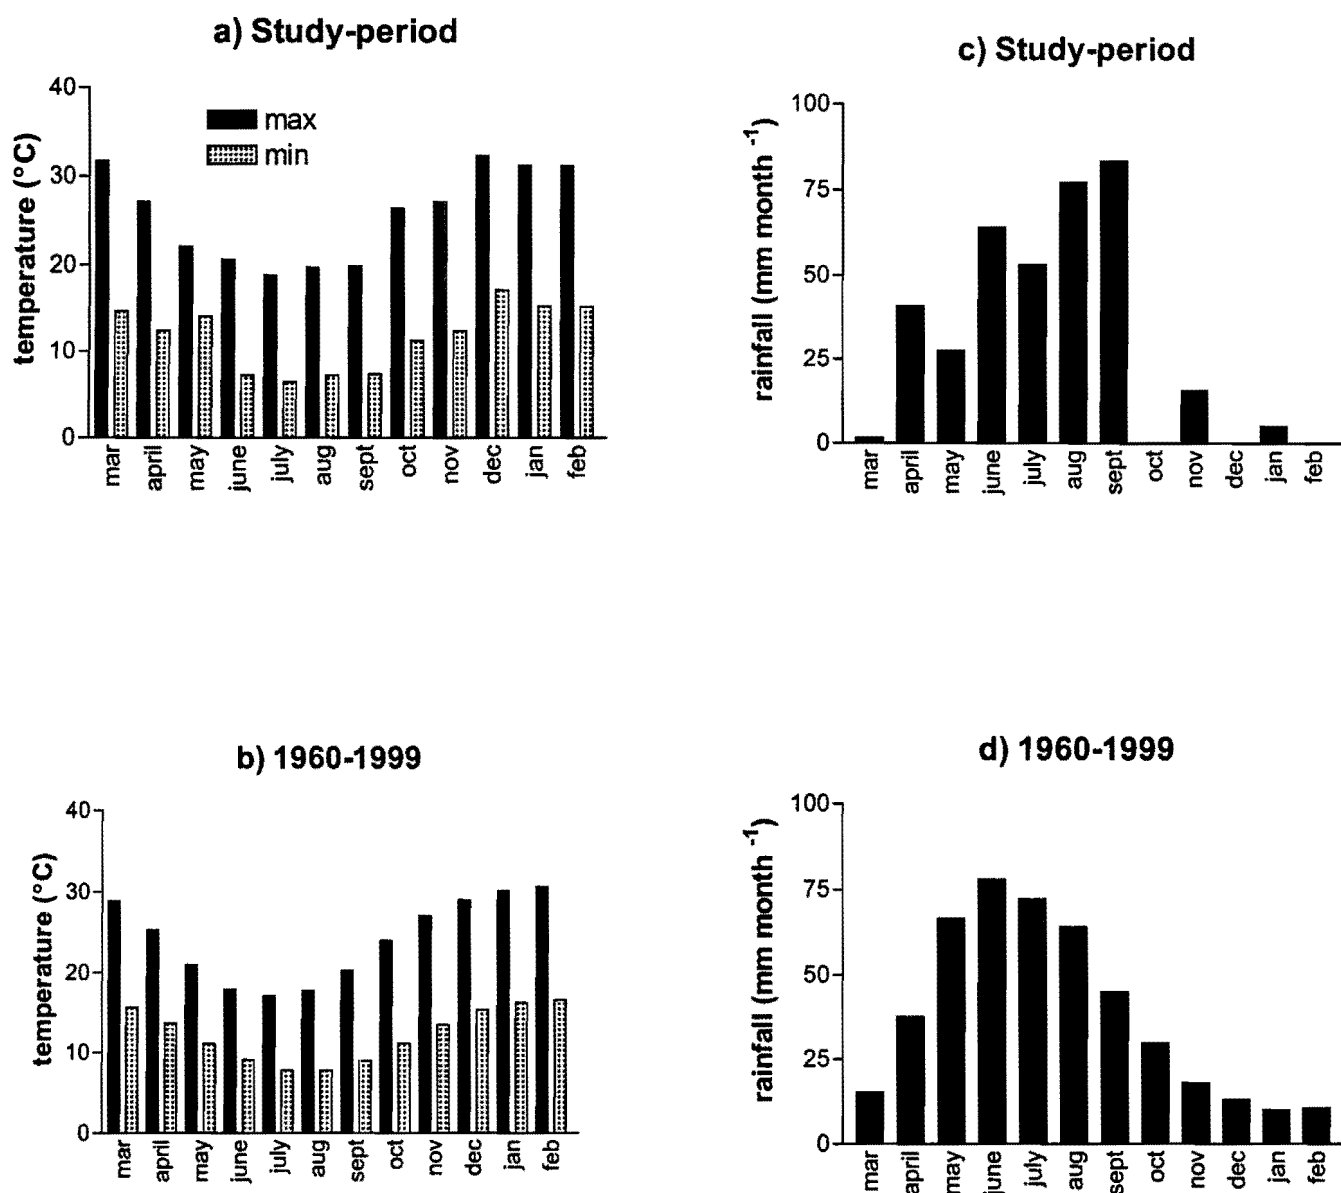 a) Study-period
temperature (°C)
40
30
20
10
0
max
min
mar april may june july aug sept oct nov dec jan feb
c) Study-period
rainfall (mm month -1)
100
75
50
25
0
mar april may june july aug sept oct nov dec jan feb
b) 1960-1999
temperature (°C)
40
30
20
10
0
mar april may june july aug sept oct nov dec jan feb
d) 1960-1999
rainfall (mm month -1)
100
75
50
25
0
mar april may june july aug sept oct nov dec jan feb